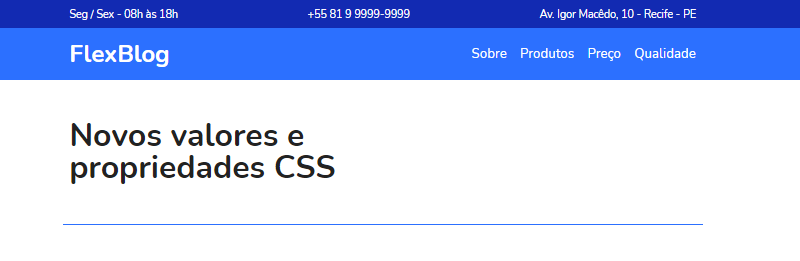 Seg / Sex - 08h às 18h +55 81 9 9999-9999 Av. Igor Macêdo, 10 - Recife - PE
FlexBlog Sobre Produtos Preço Qualidade
Novos valores e
propriedades CSS